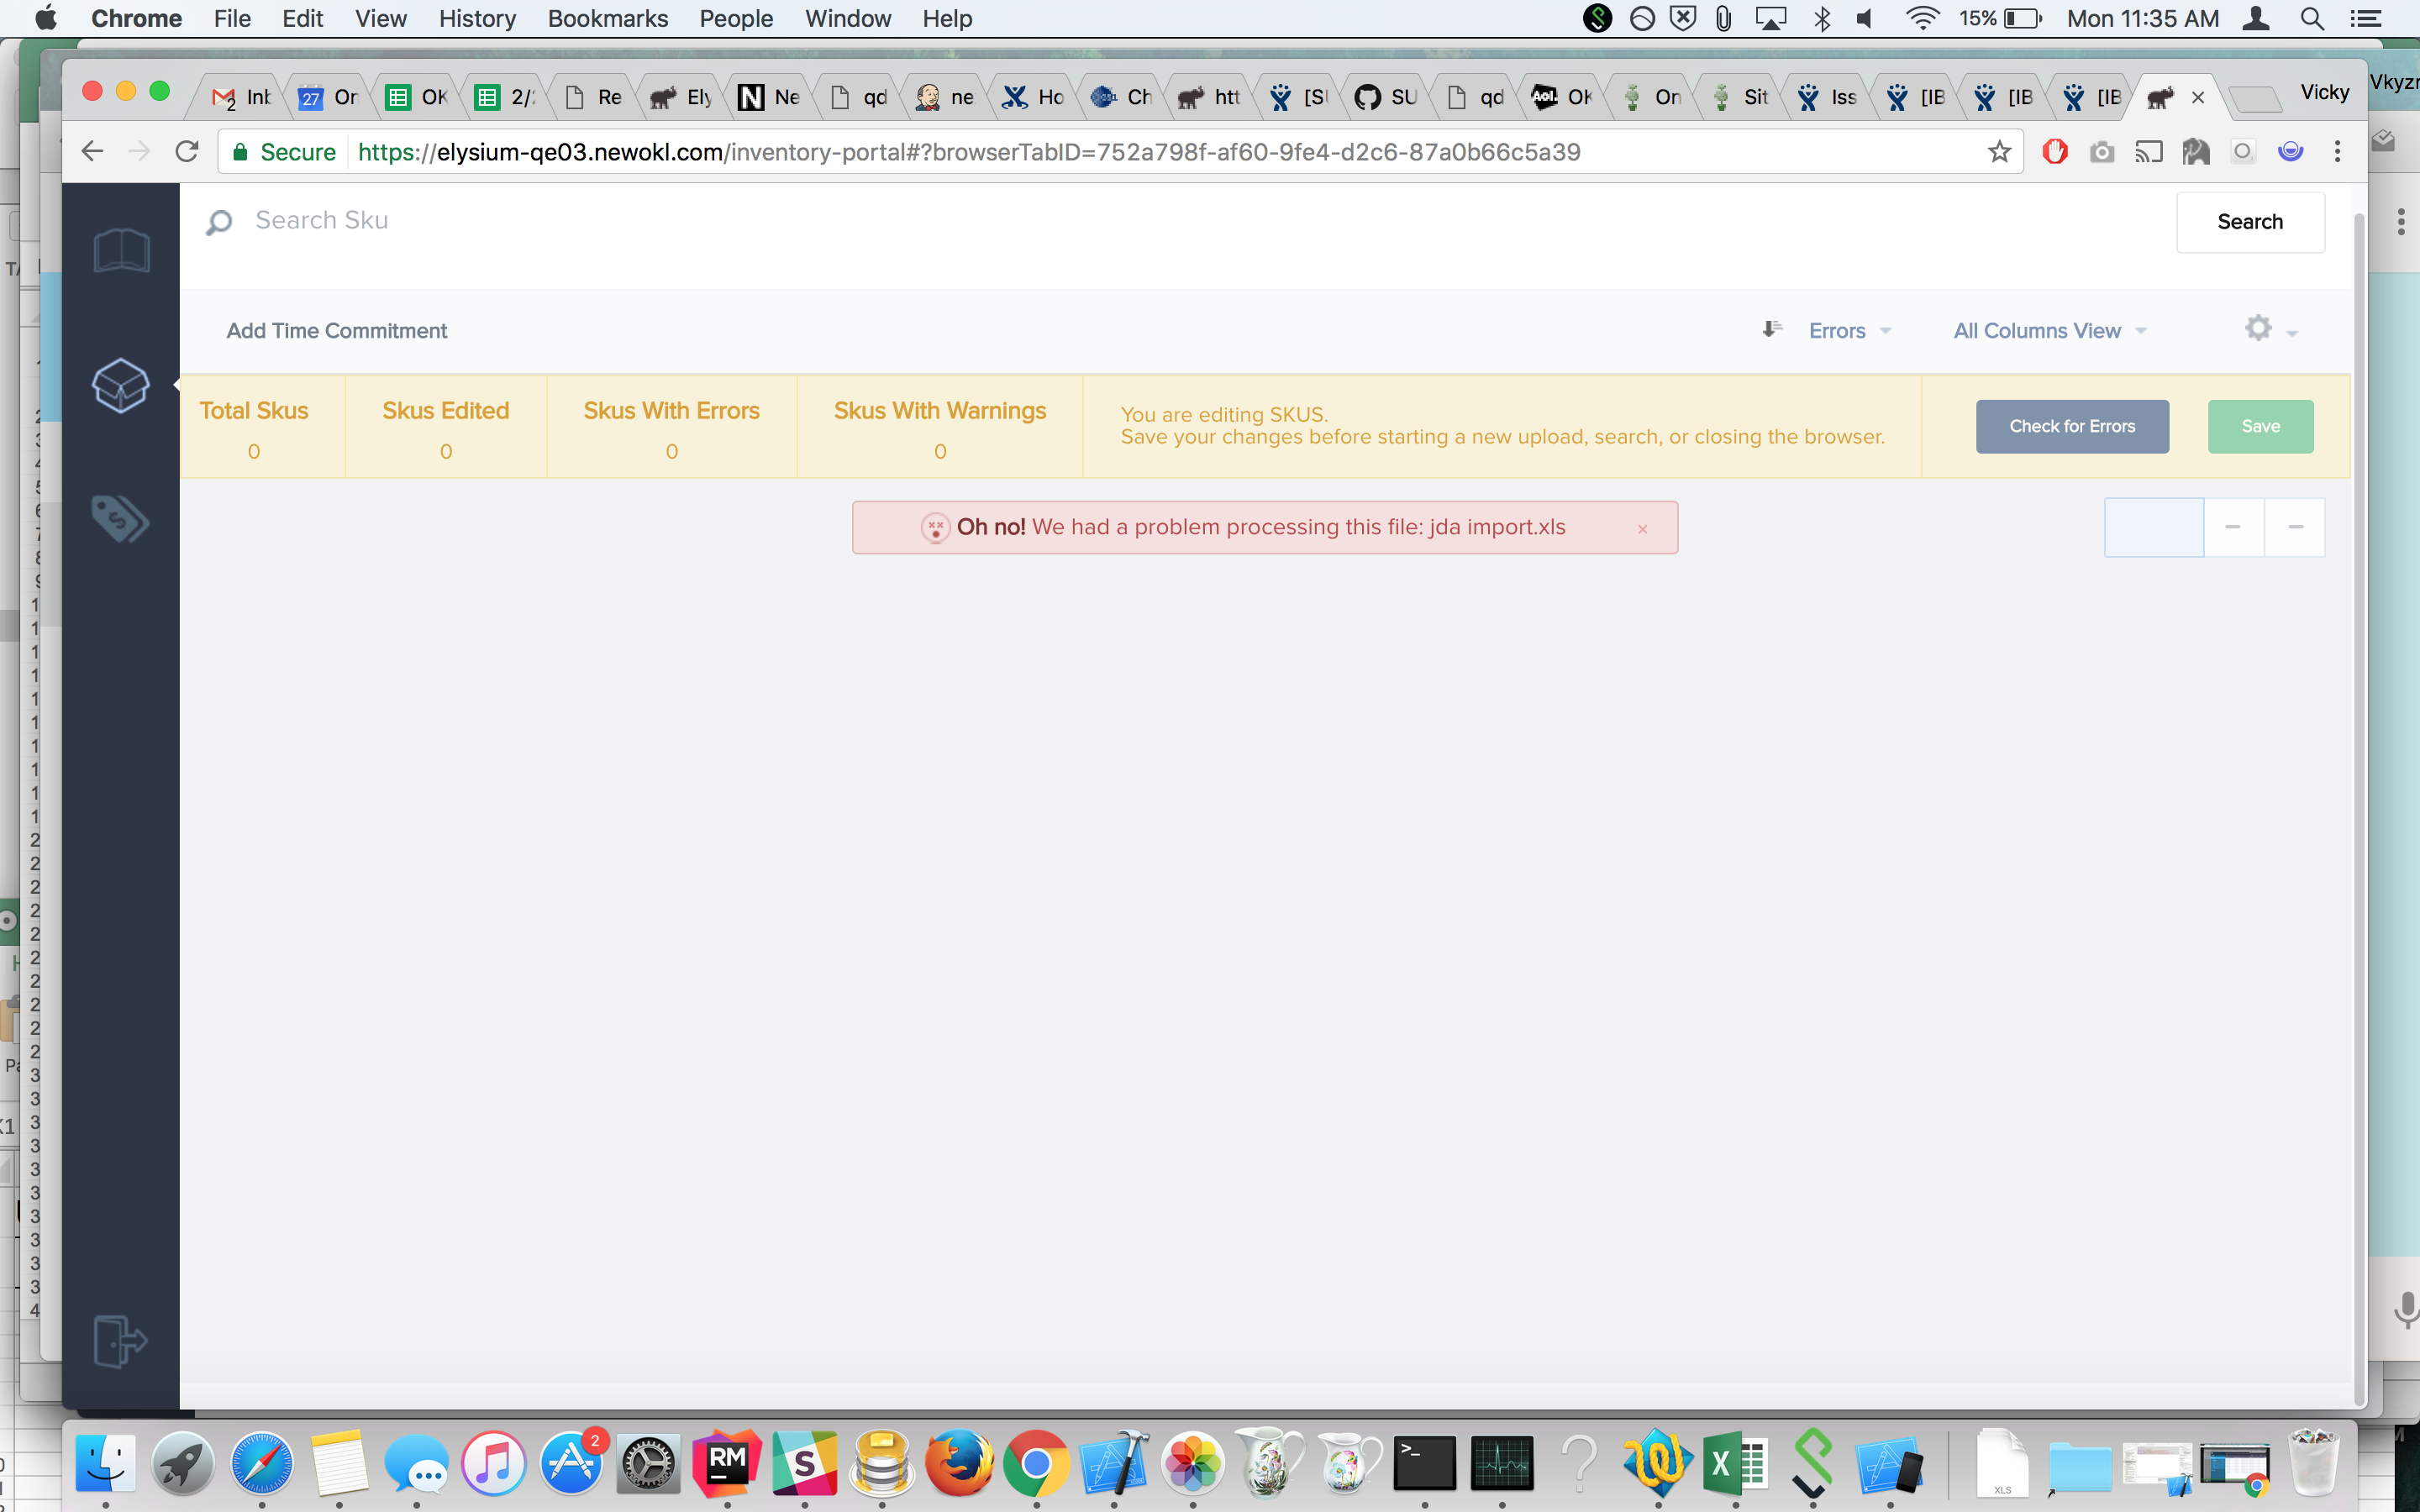 Chrome File Edit View History Bookmarks People Window Help 15% Mon 11:35 AM
2 Inb 27 Or OK 2/ Re Ely Ne qd ne Ho Ch htt [SU SU qd Aol. OK On Sit Iss [IB [IB [IB Vicky Vkyzr
Secure https://elysium-qe03.newokl.com/inventory-portal#?browserTabID=752a798f-af60-9fe4-d2c6-87a0b66c5a39
Search Sku Search
Add Time Commitment Errors All Columns View
Total Skus Skus Edited Skus With Errors Skus With Warnings
0 0 0 0
You are editing SKUS.
Save your changes before starting a new upload, search, or closing the browser.
Check for Errors Save
Oh no! We had a problem processing this file: jda import.xls ×
2
RM
S
>_
X
XLS